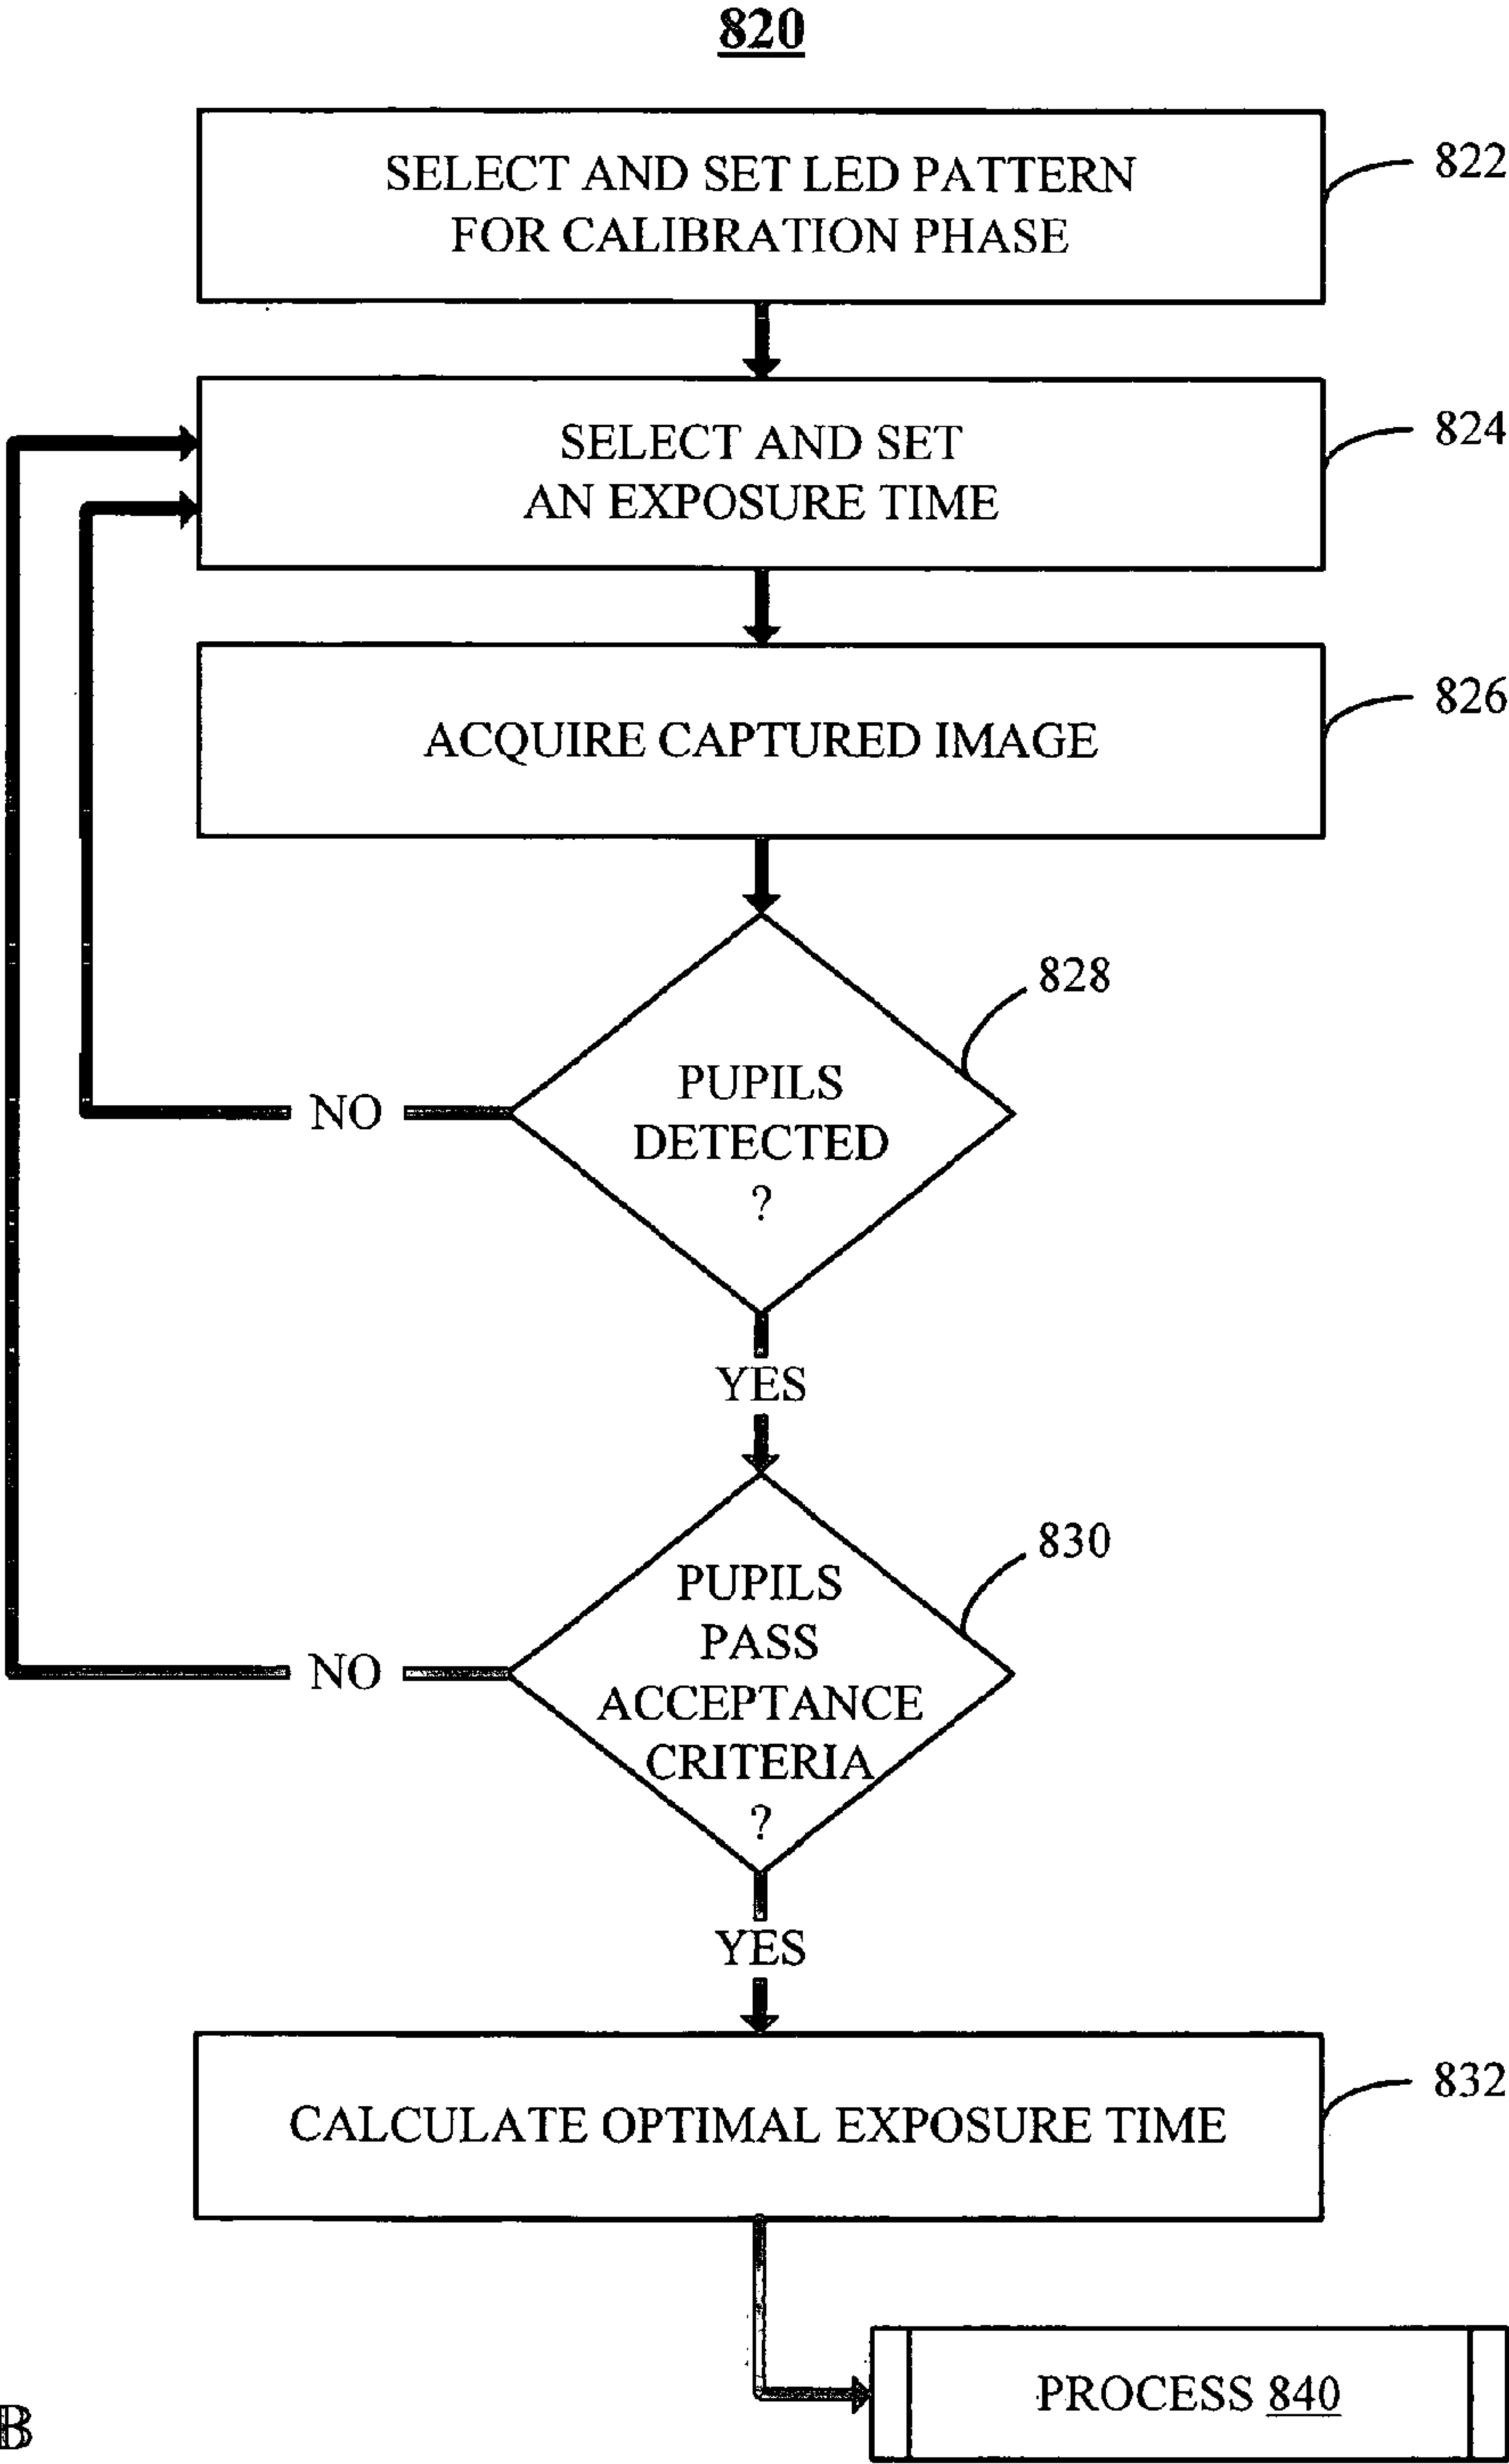 820
SELECT AND SET LED PATTERN
FOR CALIBRATION PHASE
822
SELECT AND SET
AN EXPOSURE TIME
824
ACQUIRE CAPTURED IMAGE
826
PUPILS
DETECTED
?
828
NO
YES
PUPILS
PASS
ACCEPTANCE
CRITERIA
?
830
NO
YES
CALCULATE OPTIMAL EXPOSURE TIME
832
PROCESS 840
B